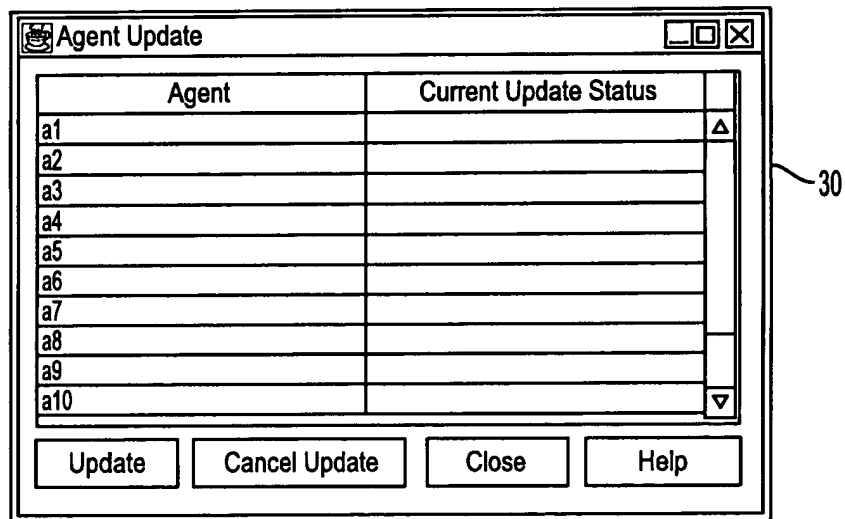 Agent Update
Agent Current Update Status
a1
a2
a3
30
a4
a5
a6
a7
a8
a9
a10
Update Cancel Update Close Help